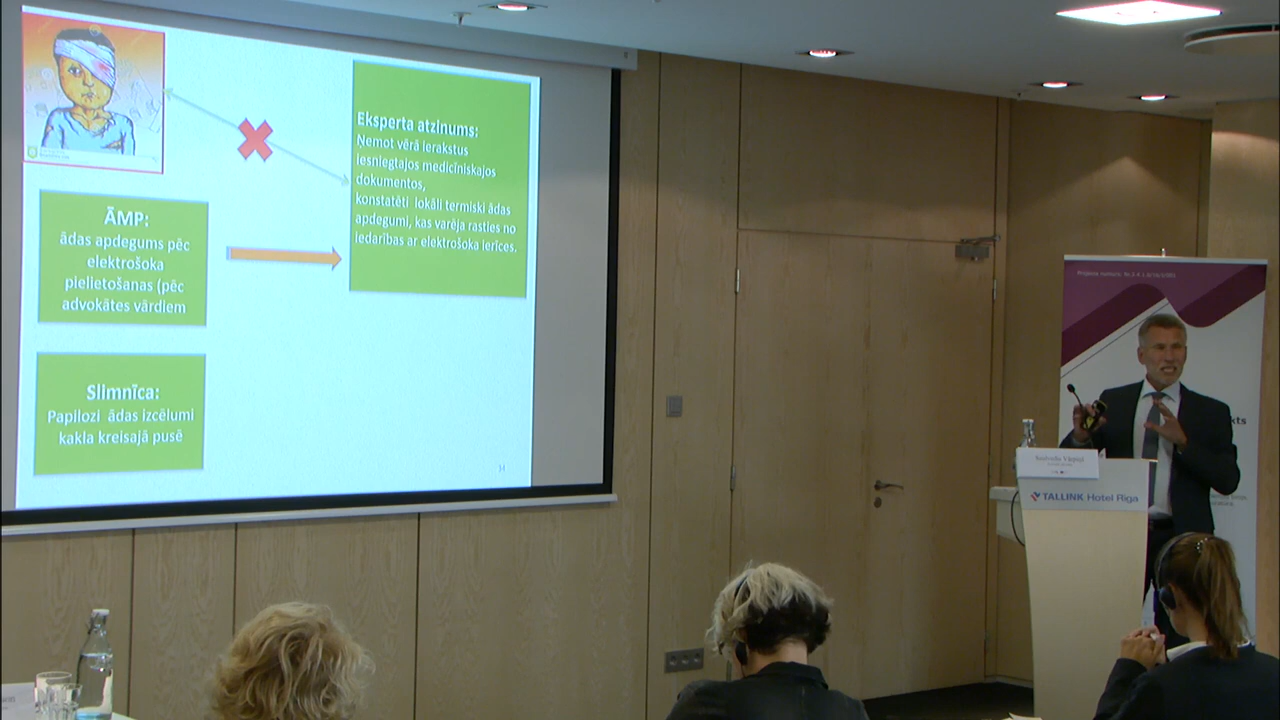 ĀMP:
ādas apdegums pēc
elektrošoka
pielietošanas (pēc
advokātes vārdiem
Slimnīca:
Papilozi ādas izcēlumi
kakla kreisajā pusē
Eksperta atzinums:
Ņemot vērā ierakstus
iesniegtajos medicīniskajos
dokumentos,
konstatēti lokāli termiski ādas
apdegumi, kas varēja rasties no
iedarbības ar elektrošoka ierīces.
TALLINK Hotel Riga